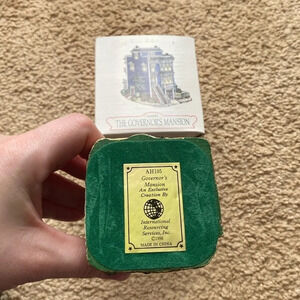 THE GOVERNOR'S MANSION
AH105
Governor's
Mansion
An Exclusive
Creation By
International
Resourcing
Services, Inc.
MADE IN CHINA